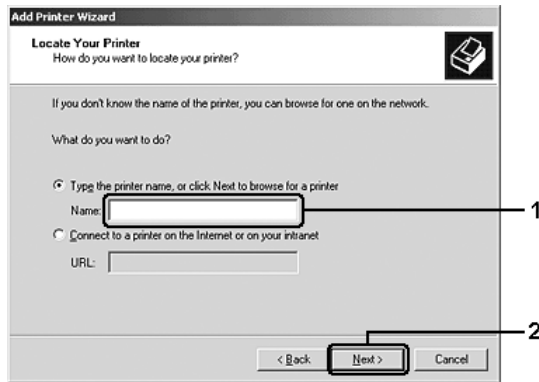 Add Printer Wizard
Locate Your Printer
How do you want to locate your printer?
If you don't know the name of the printer, you can browse for one on the network.
What do you want to do?
Type the printer name, or click Next to browse for a printer
Name:
1
Connect to a printer on the Internet or on your intranet
URL:
2
< Back Next > Cancel